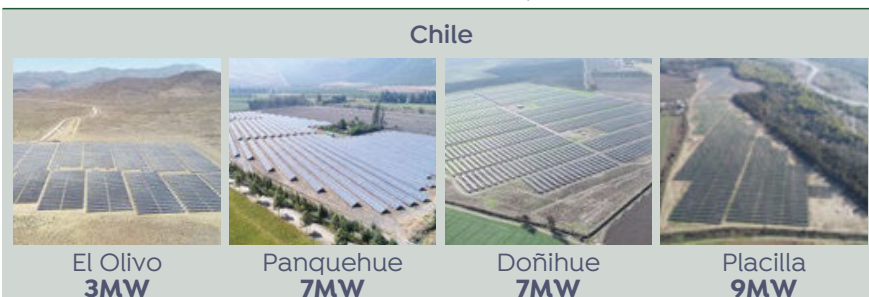 Chile
El Olivo
3MW
Panquehue
7MW
Doñihue
7MW
Placilla
9MW